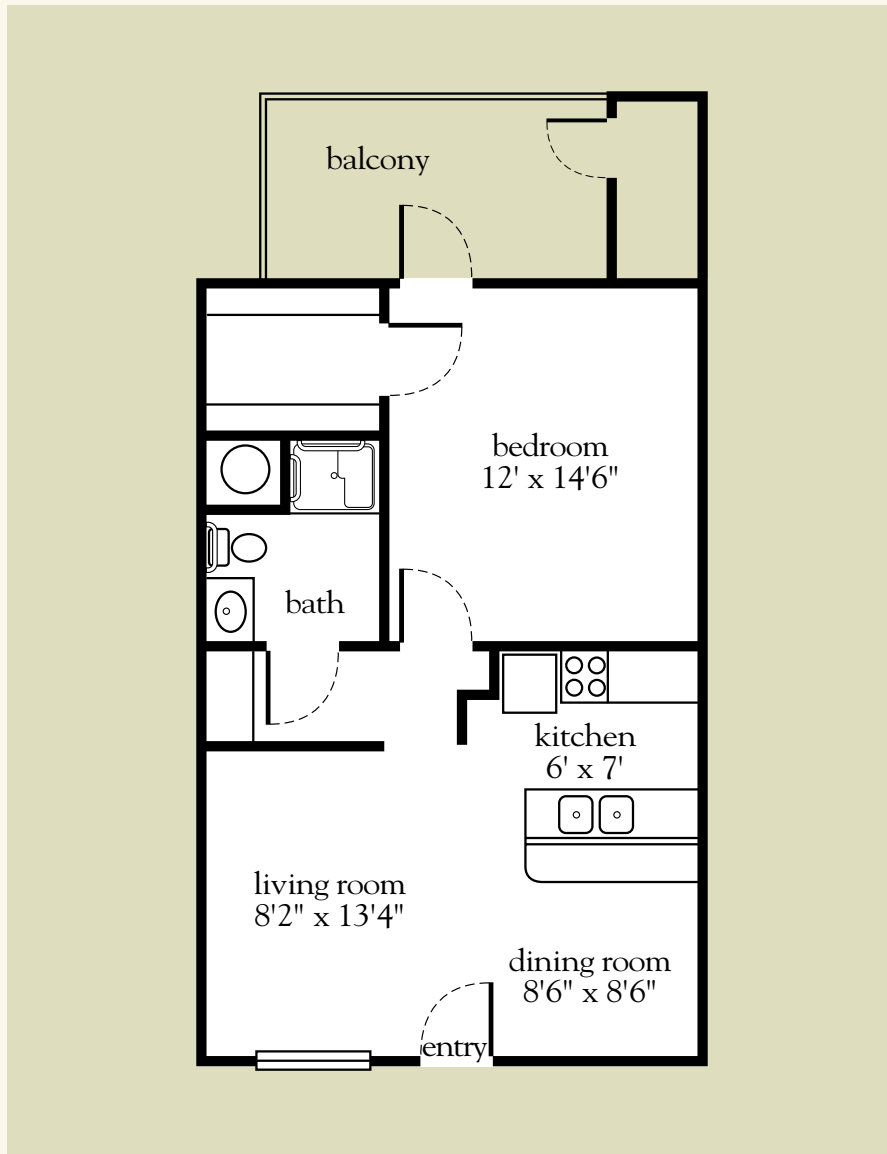 balcony
bedroom
12' x 14'6"
bath
kitchen
6' x 7'
living room
8'2" x 13'4"
dining room
8'6" x 8'6"
entry